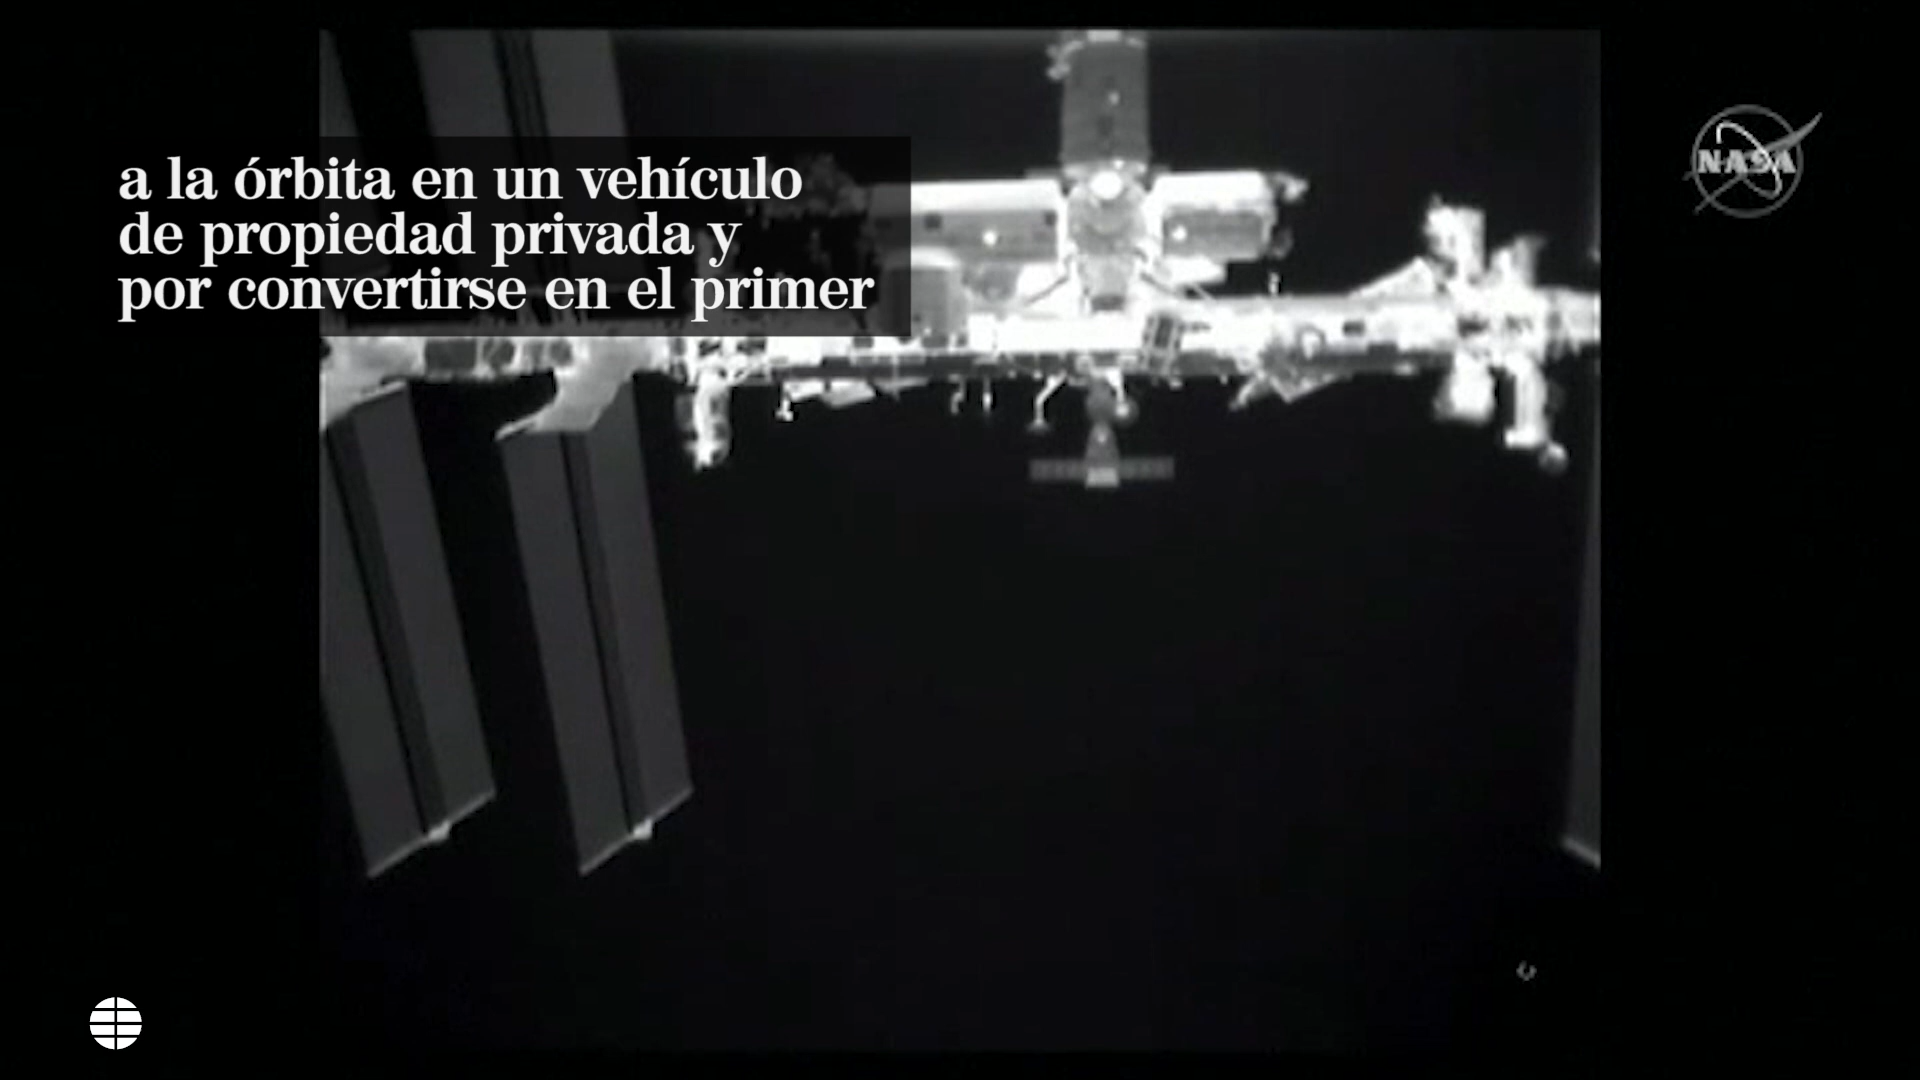 a la órbita en un vehículo
de propiedad privada y
por convertirse en el primer
NASA